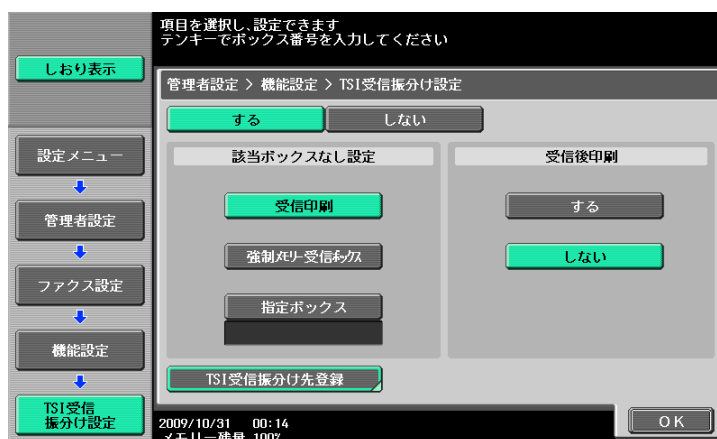 項目を選択し、設定できます
テンキーでボックス番号を入力してください
しおり表示
管理者設定 > 機能設定 > TSI受信振分け設定
する
しない
設定メニュー
管理者設定
ファクス設定
機能設定
TSI受信
振分け設定
該当ボックスなし設定
受信印刷
強制ﾒﾓﾘｰ受信ﾎﾞｯｸｽ
指定ボックス
受信後印刷
する
しない
TSI受信振分け先登録
2009/10/31 00:14
メモリー残量 100%
OK